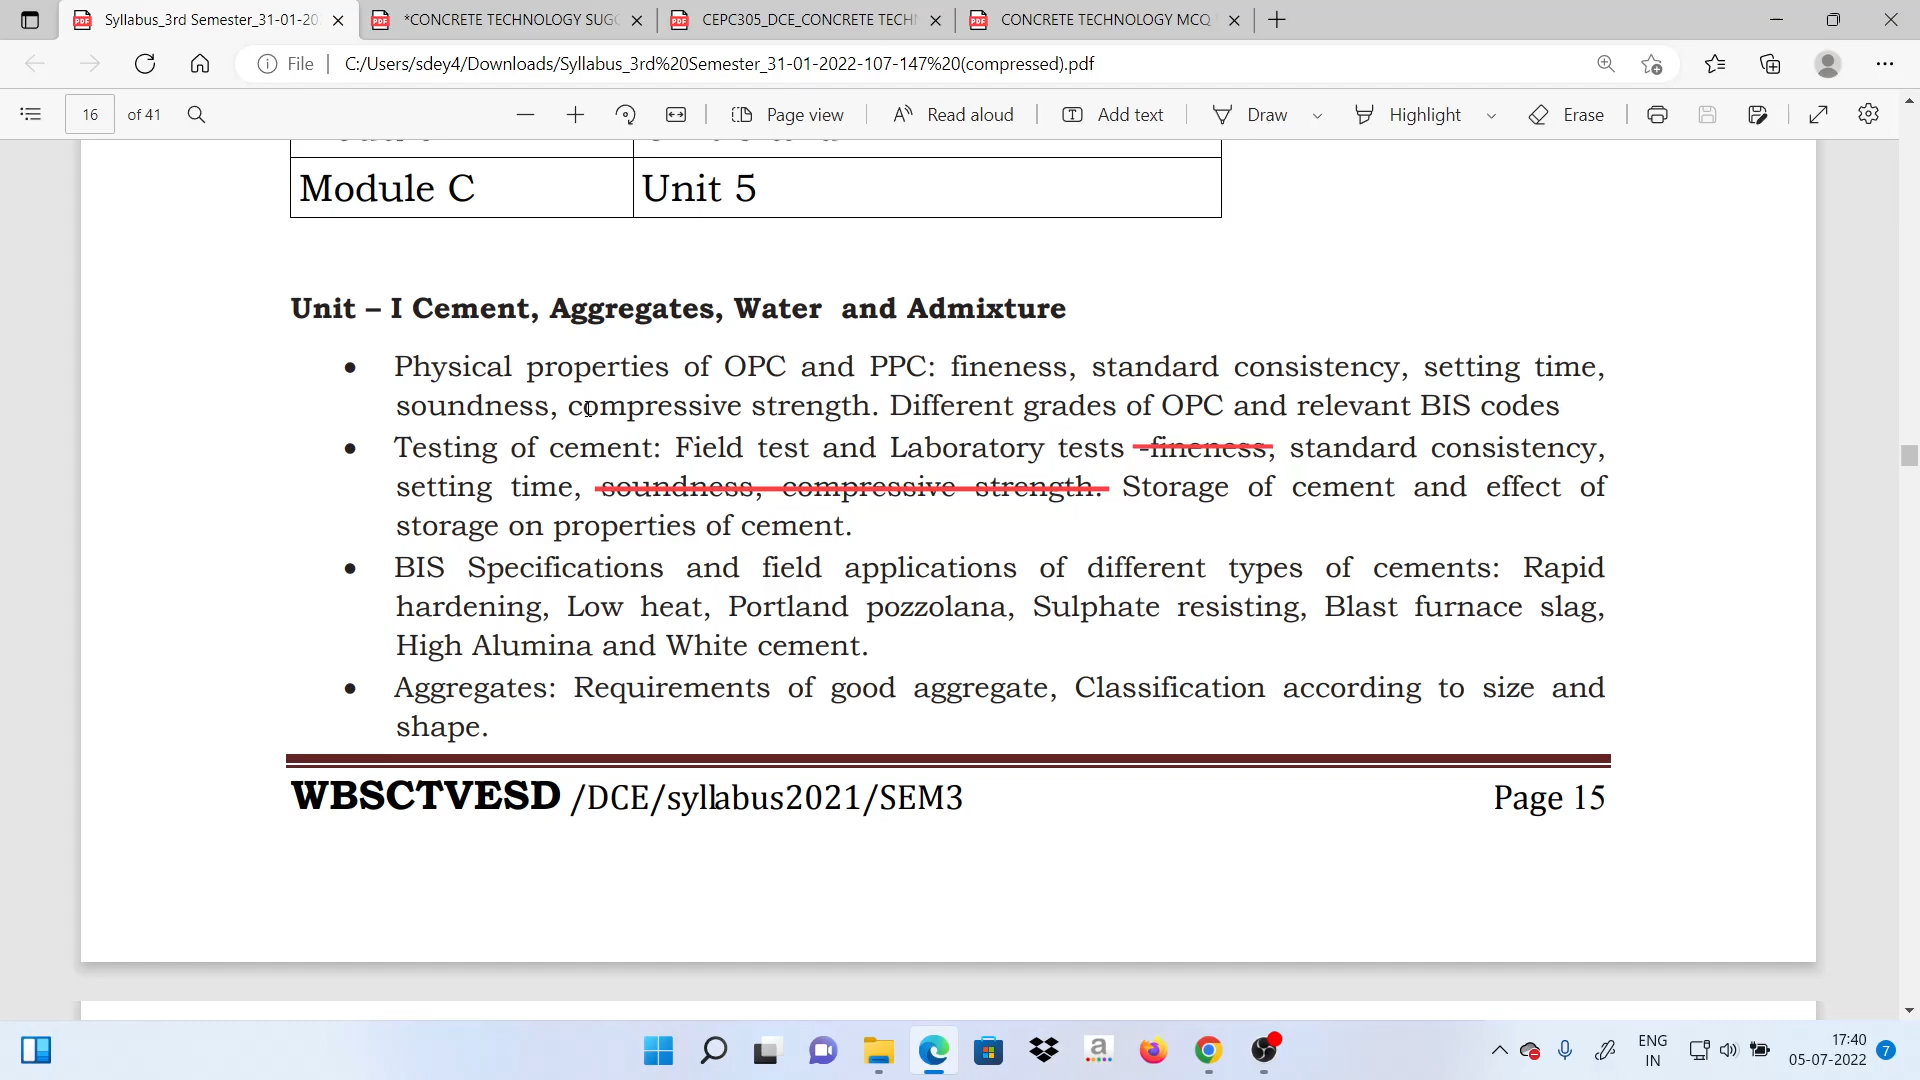 Syllabus_3rd Semester_31-01-20
*CONCRETE TECHNOLOGY SUGG
CEPC305_DCE_CONCRETE TECHN
CONCRETE TECHNOLOGY MCQ
File
C:/Users/sdey4/Downloads/Syllabus_3rd%20Semester_31-01-2022-107-147%20(compressed).pdf
16 of 41
Page view
Read aloud
Add text
Draw
Highlight
Erase
Module C Unit 5
Unit – I Cement, Aggregates, Water and Admixture
• Physical properties of OPC and PPC: fineness, standard consistency, setting time,
soundness, compressive strength. Different grades of OPC and relevant BIS codes
• Testing of cement: Field test and Laboratory tests -fineness, standard consistency,
setting time, soundness, compressive strength. Storage of cement and effect of
storage on properties of cement.
• BIS Specifications and field applications of different types of cements: Rapid
hardening, Low heat, Portland pozzolana, Sulphate resisting, Blast furnace slag,
High Alumina and White cement.
• Aggregates: Requirements of good aggregate, Classification according to size and
shape.
WBSCTVESD /DCE/syllabus2021/SEM3 Page 15
ENG
IN
17:40
05-07-2022
7